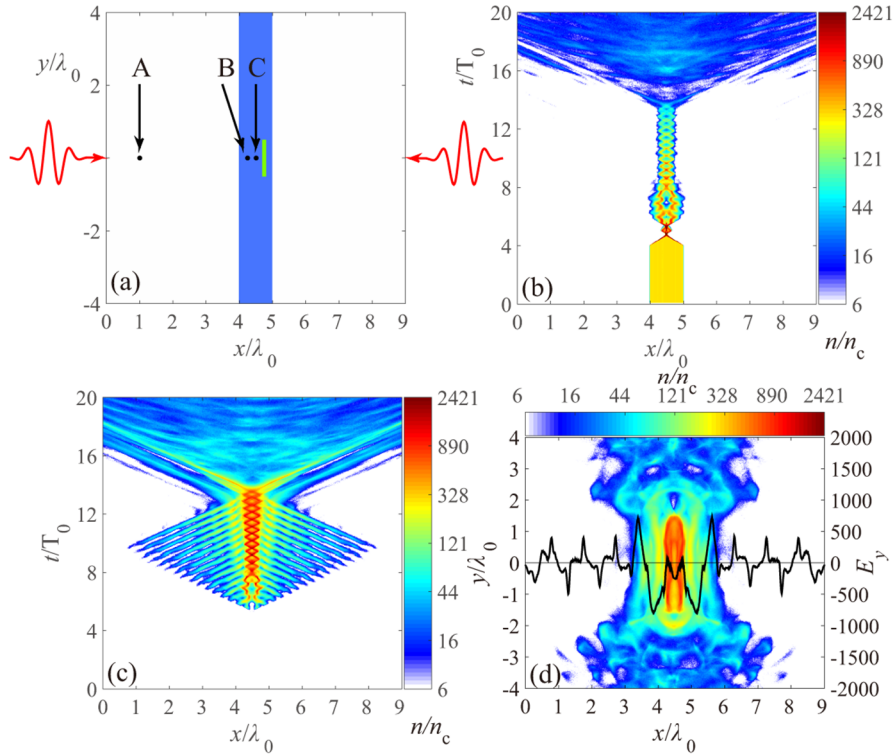 4
y/λ0
2
0
-2
-4
A
B
C
(a)
0 1 2 3 4 5 6 7 8 9
x/λ0
20
t/T0
16
12
8
4
0
(b)
0 1 2 3 4 5 6 7 8 9
x/λ0
2421
890
328
121
44
16
6
n/nc
20
16
t/T0
12
8
4
0
(c)
0 1 2 3 4 5 6 7 8 9
x/λ0
2421
890
328
121
44
16
6
n/nc
n/nc
6 16 44 121 328 890 2421
4
3
2
1
y/λ0
0
-1
-2
-3
-4
(d)
0 1 2 3 4 5 6 7 8 9
x/λ0
2000
1500
1000
500
0
Ey
-500
-1000
-1500
-2000